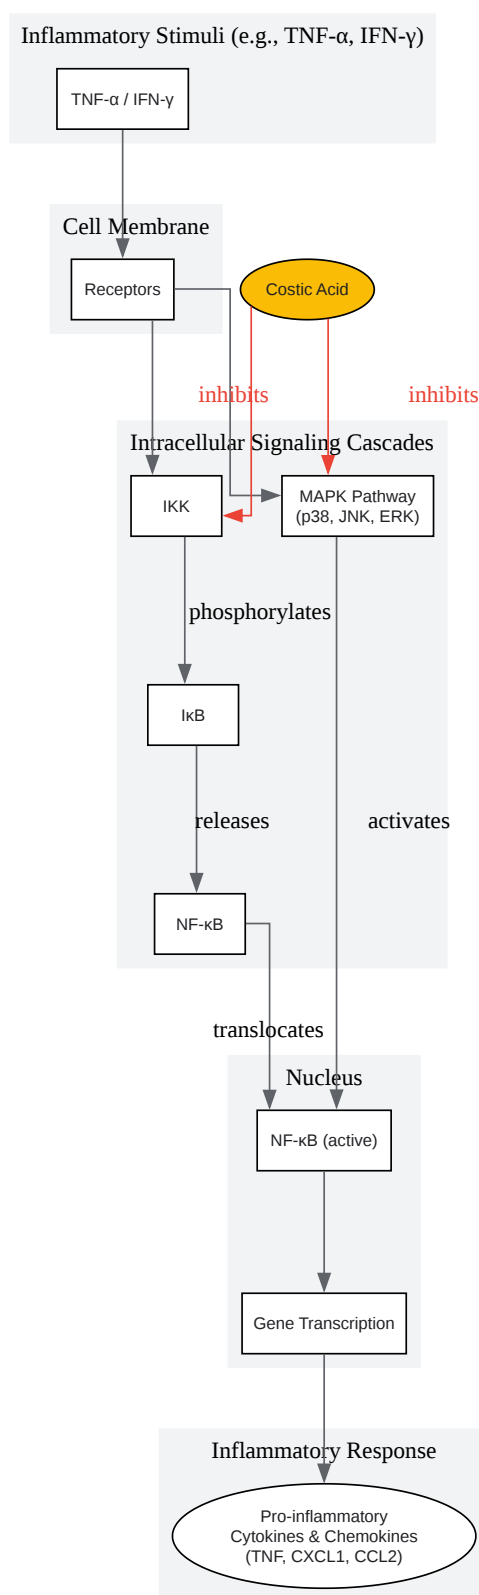 Inflammatory Stimuli (e.g., TNF-α, IFN-γ)
TNF-α / IFN-γ
Cell Membrane
Receptors
Costic Acid
inhibits
inhibits
Intracellular Signaling Cascades
IKK
MAPK Pathway
(p38, JNK, ERK)
phosphorylates
IκB
releases
activates
NF-κB
translocates
Nucleus
NF-κB (active)
Gene Transcription
Inflammatory Response
Pro-inflammatory
Cytokines & Chemokines
(TNF, CXCL1, CCL2)